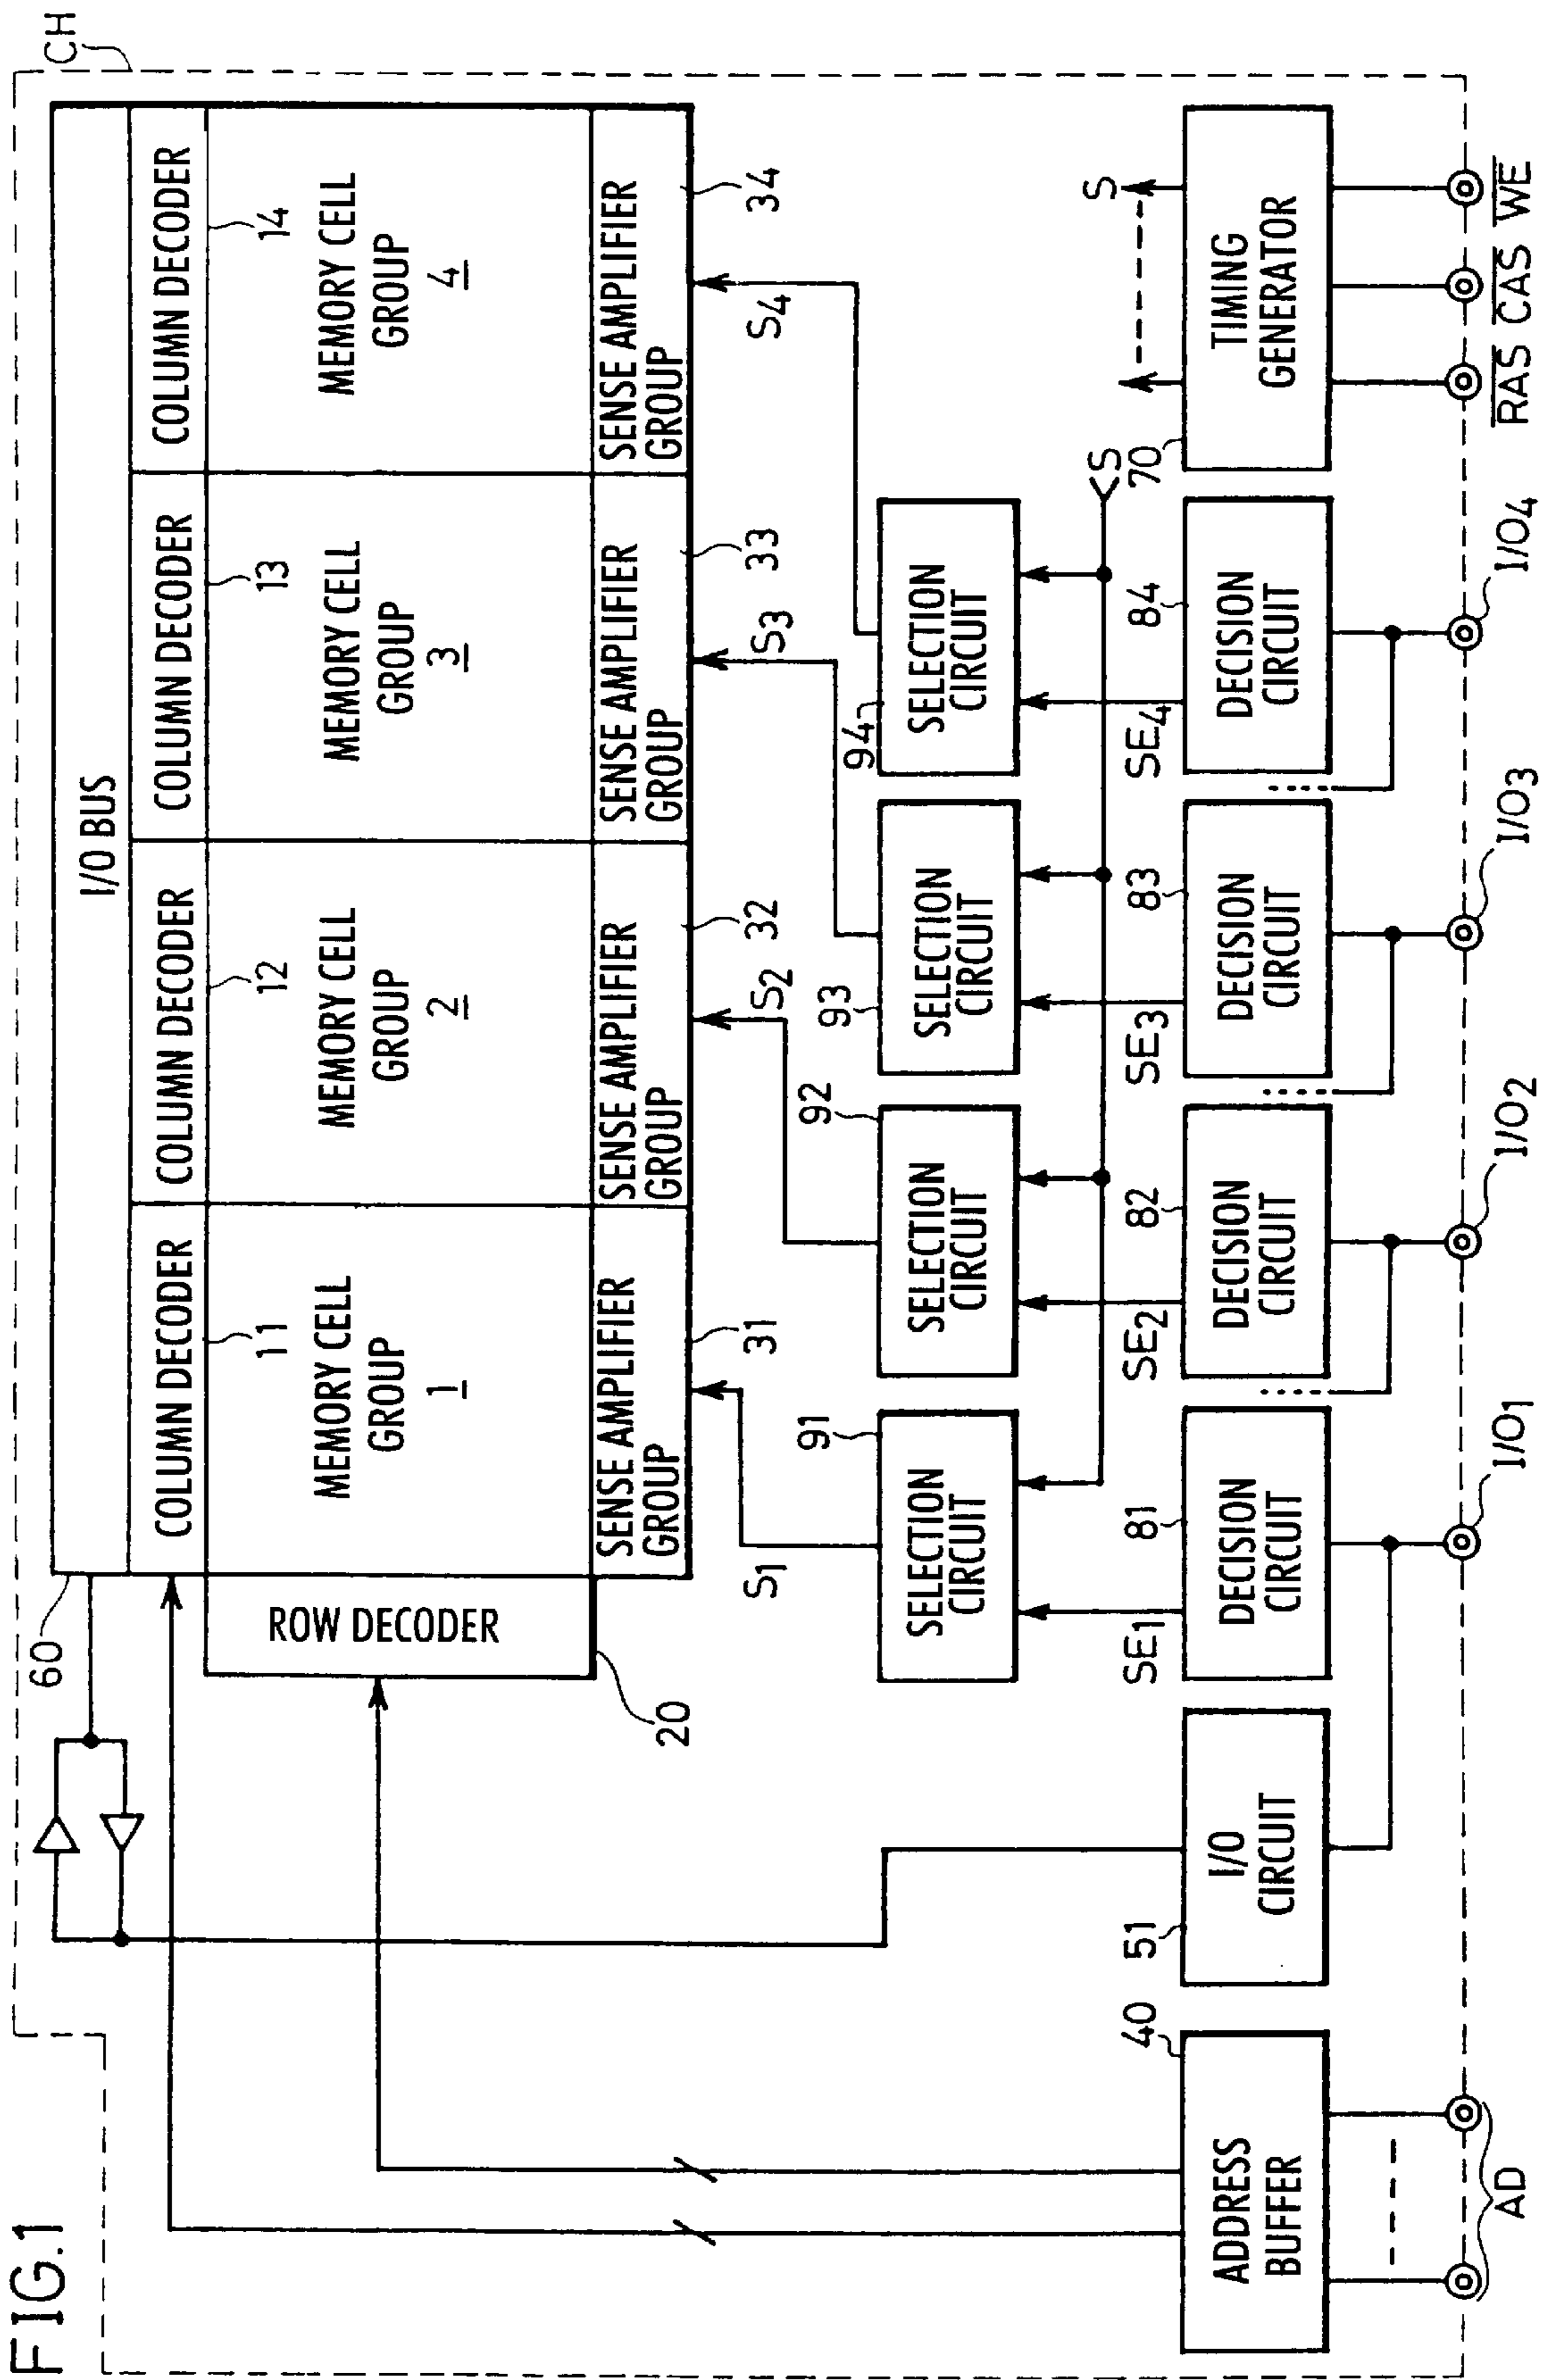 FIG.1
CH
60
I/O BUS
COLUMN DECODER
COLUMN DECODER
COLUMN DECODER
COLUMN DECODER
11
12
13
14
ROW DECODER
20
MEMORY CELL
GROUP
1
MEMORY CELL
GROUP
2
MEMORY CELL
GROUP
3
MEMORY CELL
GROUP
4
SENSE AMPLIFIER
GROUP
SENSE AMPLIFIER
GROUP
SENSE AMPLIFIER
GROUP
SENSE AMPLIFIER
GROUP
31
32
33
34
S1
S2
S3
S4
91
92
93
94
SELECTION
CIRCUIT
SELECTION
CIRCUIT
SELECTION
CIRCUIT
SELECTION
CIRCUIT
S
S
SE1
SE2
SE3
SE4
40
51
81
82
83
84
70
ADDRESS
BUFFER
I/O
CIRCUIT
DECISION
CIRCUIT
DECISION
CIRCUIT
DECISION
CIRCUIT
DECISION
CIRCUIT
TIMING
GENERATOR
AD
I/O1
I/O2
I/O3
I/O4
R̅A̅S̅ C̅A̅S̅ W̅E̅